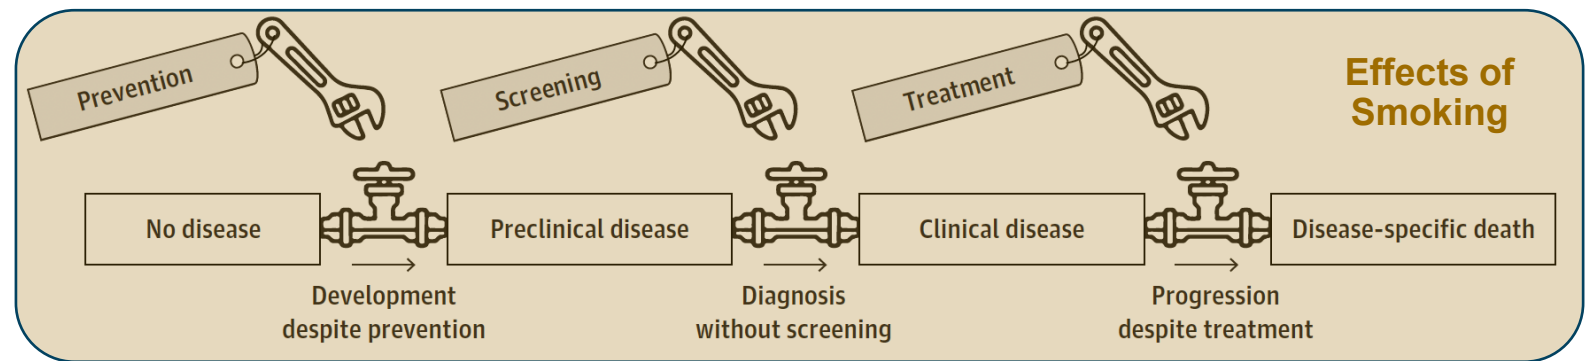 Prevention
Screening
Treatment
Effects of
Smoking
No disease
Preclinical disease
Clinical disease
Disease-specific death
Development
despite prevention
Diagnosis
without screening
Progression
despite treatment